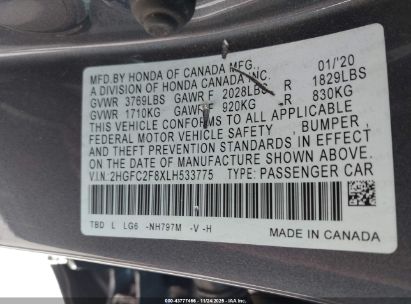 MFD. BY HONDA OF CANADA MFG. 01/'20
A DIVISION OF HONDA CANADA INC.
GVWR 3769LBS GAWR F 2028LBS R 1829LBS
GVWR 1710KG GAWR F 920KG R 830KG
THIS VEHICLE CONFORMS TO ALL APPLICABLE
FEDERAL MOTOR VEHICLE SAFETY , BUMPER ,
AND THEFT PREVENTION STANDARDS IN EFFECT
ON THE DATE OF MANUFACTURE SHOWN ABOVE.
V.I.N: 2HGFC2F8XLH533775 TYPE: PASSENGER CAR
TBD L LG6 -NH797M -V -H
MADE IN CANADA